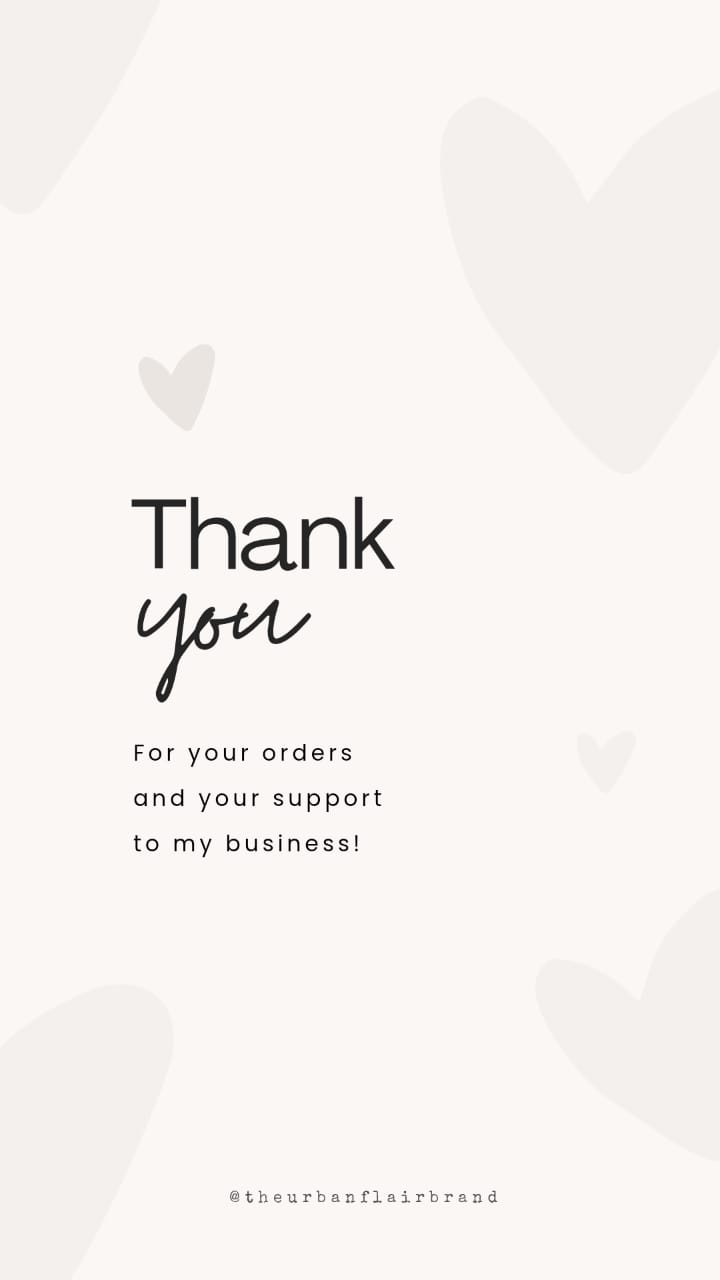 Thank
you
For your orders
and your support
to my business!
@theurbanflairbrand